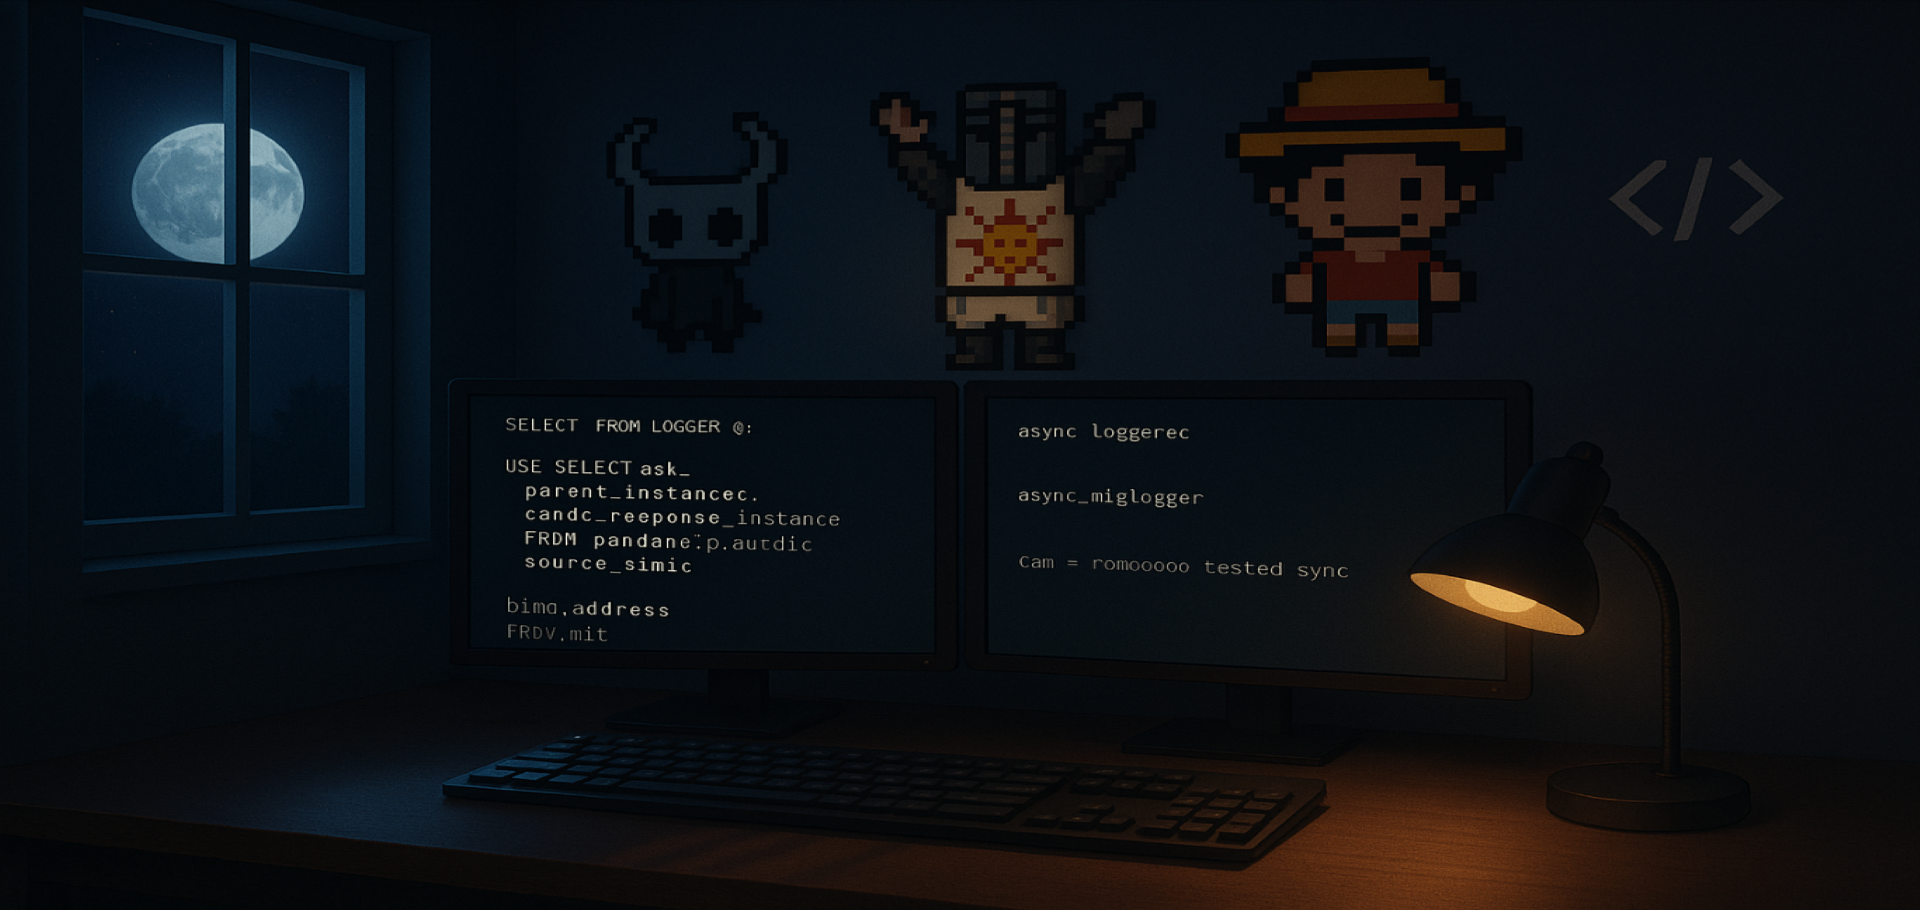 SELECT FROM LOGGER @:
USE SELECT ask_
parent_instancec.
candc_reeponse_instance
FRDM pandane:p.autdic
source_simic
bima.address
FRDV.mit
async loggerec
async_miglogger
Cam = romooooo tested sync
</>